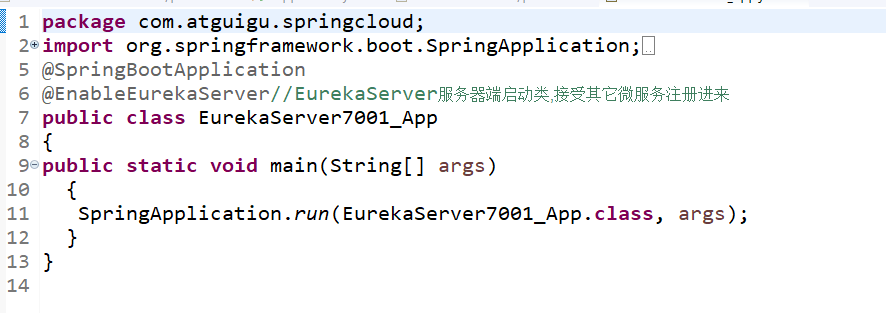 1 package com.atguigu.springcloud;
2 import org.springframework.boot.SpringApplication;
5 @SpringBootApplication
6 @EnableEurekaServer//EurekaServer服务器端启动类,接受其它微服务注册进来
7 public class EurekaServer7001_App
8 {
9 public static void main(String[] args)
10 {
11 SpringApplication.run(EurekaServer7001_App.class, args);
12 }
13 }
14